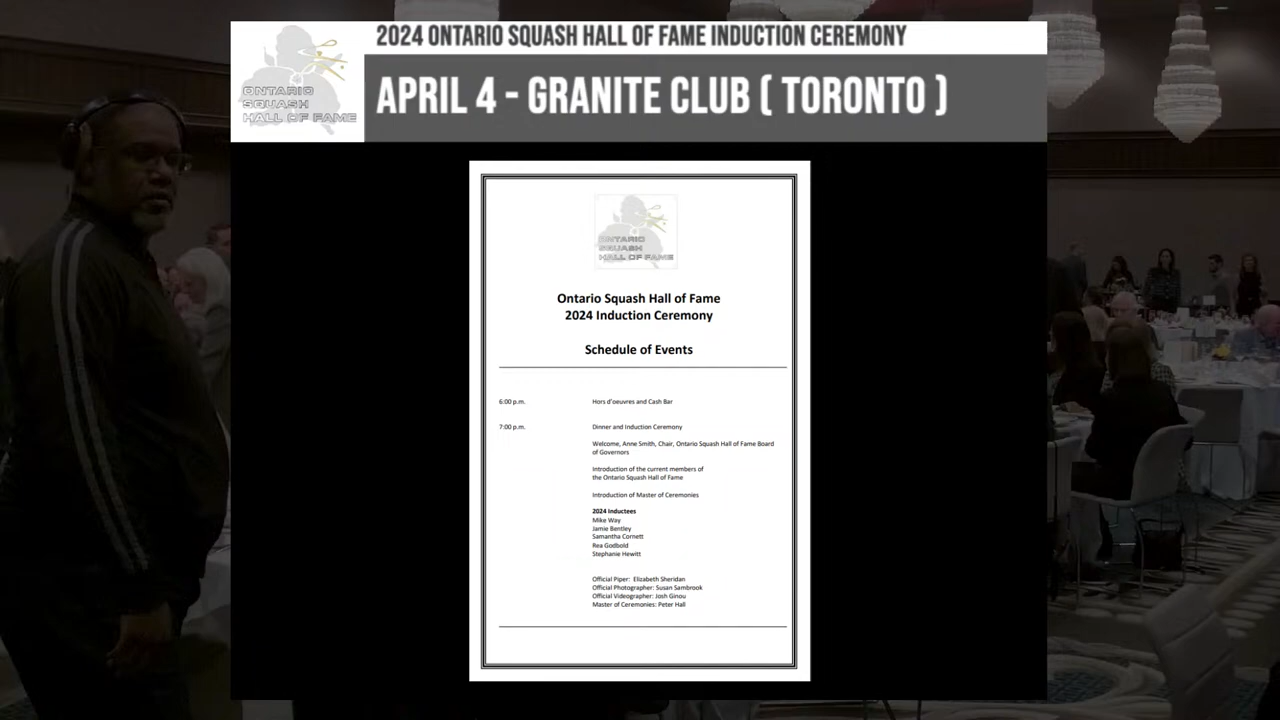 2024 ONTARIO SQUASH HALL OF FAME INDUCTION CEREMONY
APRIL 4 - GRANITE CLUB ( TORONTO )
ONTARIO
SQUASH
HALL OF FAME
ONTARIO
SQUASH
HALL OF FAME
Ontario Squash Hall of Fame
2024 Induction Ceremony
Schedule of Events
6:00 p.m. Hors d'oeuvres and Cash Bar
7:00 p.m. Dinner and Induction Ceremony
Welcome, Anne Smith, Chair, Ontario Squash Hall of Fame Board
of Governors
Introduction of the current members of
the Ontario Squash Hall of Fame
Introduction of Master of Ceremonies
2024 Inductees
Mike Way
Jamie Bentley
Samantha Cornett
Rea Godbold
Stephanie Hewitt
Official Piper: Elizabeth Sheridan
Official Photographer: Susan Sambrook
Official Videographer: Josh Ginou
Master of Ceremonies: Peter Hall